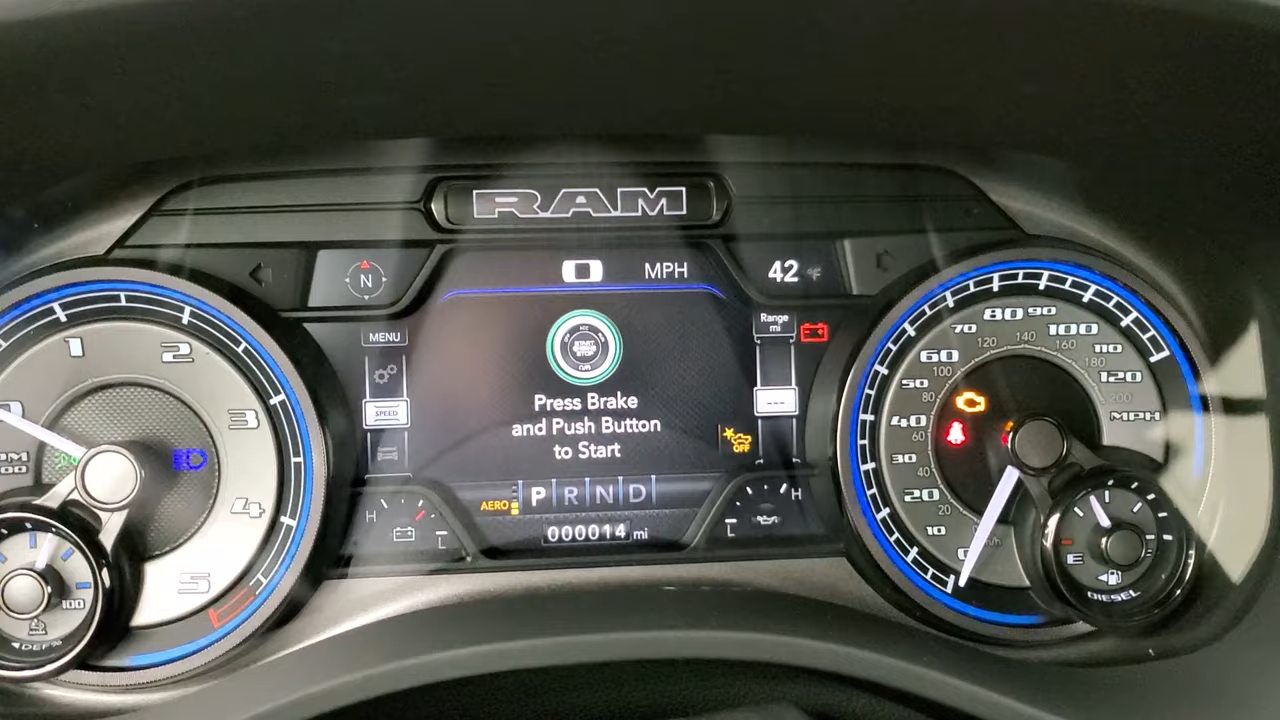 RAM
N
MPH
42 °F
MENU
Range
mi
START
STOP
Press Brake
and Push Button
to Start
SPEED
OFF
AERO P R N D
000014 mi
H
L
H
L
1
2
3
4
5
100
DEF%
0
10
20
30
40
50
60
70
80
90
100
110
120
MPH
20
40
60
80
100
120
140
160
180
200
E
DIESEL